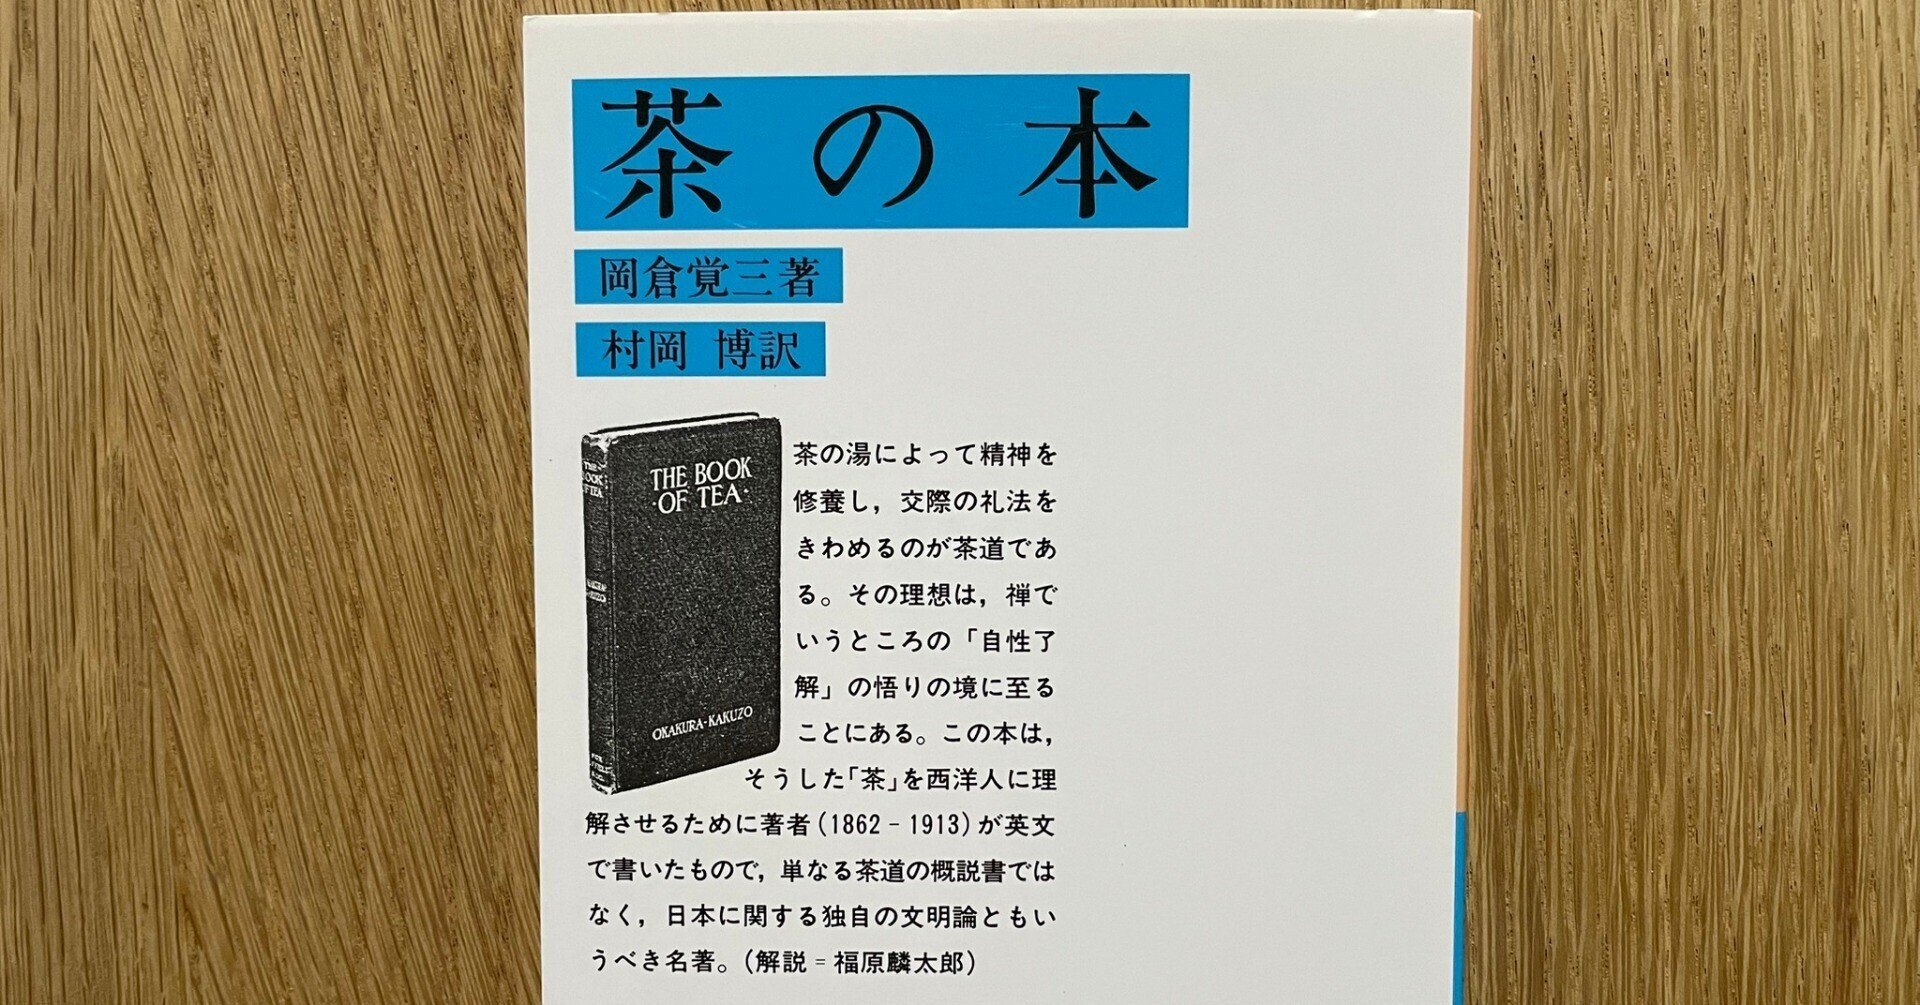 茶の本
岡倉覚三著
村岡 博訳
THE BOOK
·OF TEA·
OKAKURA-KAKUZO
THE
BOOK
OF TEA
茶の湯によって精神を
修養し，交際の礼法を
きわめるのが茶道であ
る。その理想は，禅で
いうところの「自性了
解」の悟りの境に至る
ことにある。この本は，
そうした「茶」を西洋人に理
解させるために著者(1862－1913)が英文
で書いたもので，単なる茶道の概説書では
なく，日本に関する独自の文明論ともい
うべき名著。(解説＝福原麟太郎)